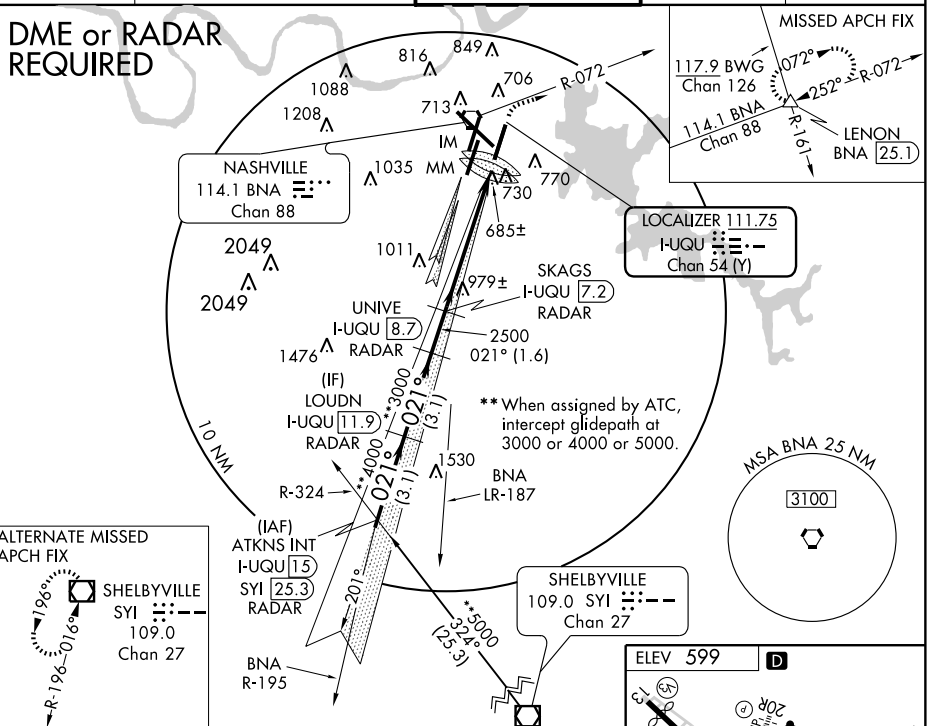 DME or RADAR
REQUIRED
849
816
1088
706
713
1208
R-072
IM
MM
1035
770
730
685±
NASHVILLE
114.1 BNA
Chan 88
MISSED APCH FIX
117.9 BWG
Chan 126
072°
252°
R-072
114.1 BNA
Chan 88
R-161
LENON
BNA 25.1
LOCALIZER 111.75
I-UQU
Chan 54 (Y)
2049
2049
1011
979±
SKAGS
I-UQU 7.2
RADAR
UNIVE
I-UQU 8.7
RADAR
2500
021° (1.6)
1476
(IF)
LOUDN
I-UQU 11.9
RADAR
**3000
021°
(3.1)
** When assigned by ATC,
intercept glidepath at
3000 or 4000 or 5000.
10 NM
**4000
021°
(3.1)
1530
BNA
LR-187
R-324
(IAF)
ATKNS INT
I-UQU 15
SYI 25.3
RADAR
201°
BNA
R-195
**5000
324°
(25.3)
MSA BNA 25 NM
3100
ALTERNATE MISSED
APCH FIX
196°
R-196
016°
SHELBYVILLE
SYI
109.0
Chan 27
SHELBYVILLE
109.0 SYI
Chan 27
ELEV 599
D
13
20R
P